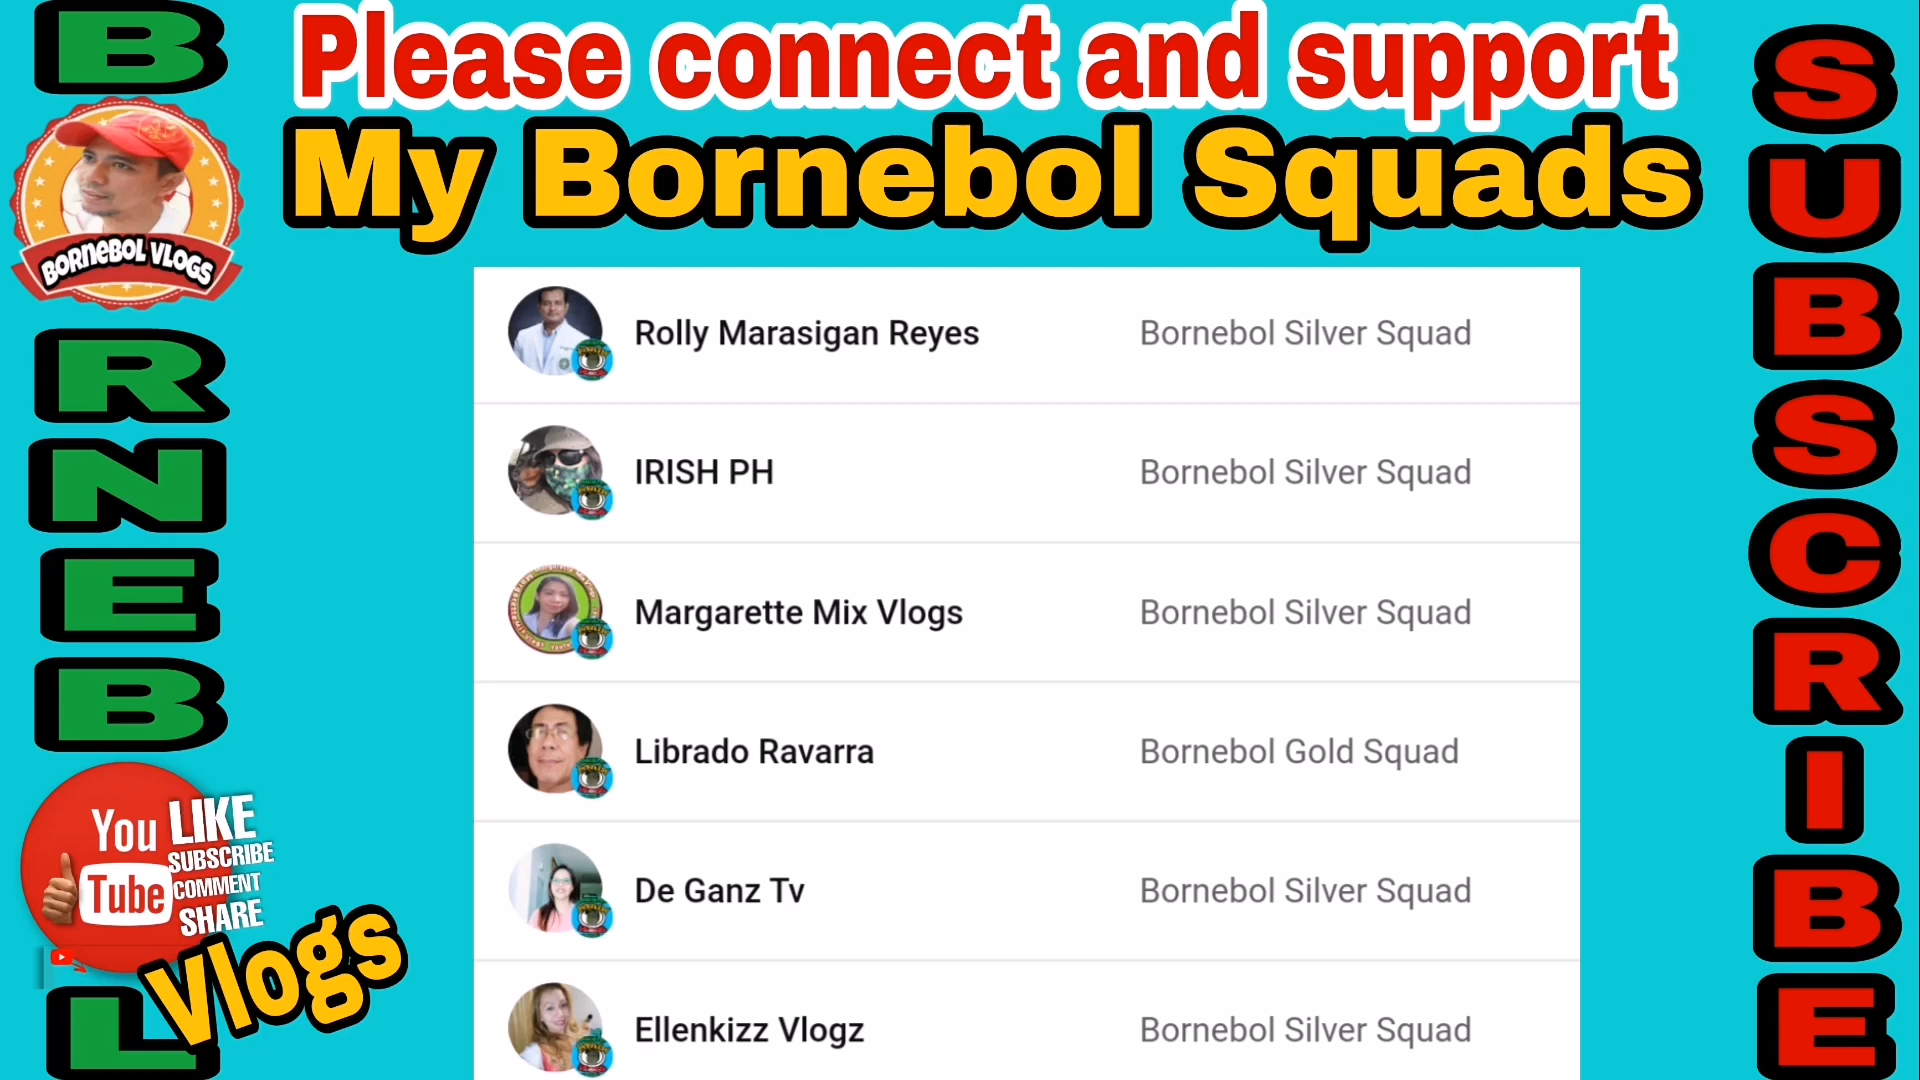 Please connect and support
My Bornebol Squads
B
BORNEBOL VLOGS
R
N
E
B
You
Tube
LIKE
SUBSCRIBE
COMMENT
SHARE
L
Vlogs
Rolly Marasigan Reyes Bornebol Silver Squad
IRISH PH Bornebol Silver Squad
Margarette Mix Vlogs Bornebol Silver Squad
Librado Ravarra Bornebol Gold Squad
De Ganz Tv Bornebol Silver Squad
Ellenkizz Vlogz Bornebol Silver Squad
S
U
B
S
C
R
I
B
E